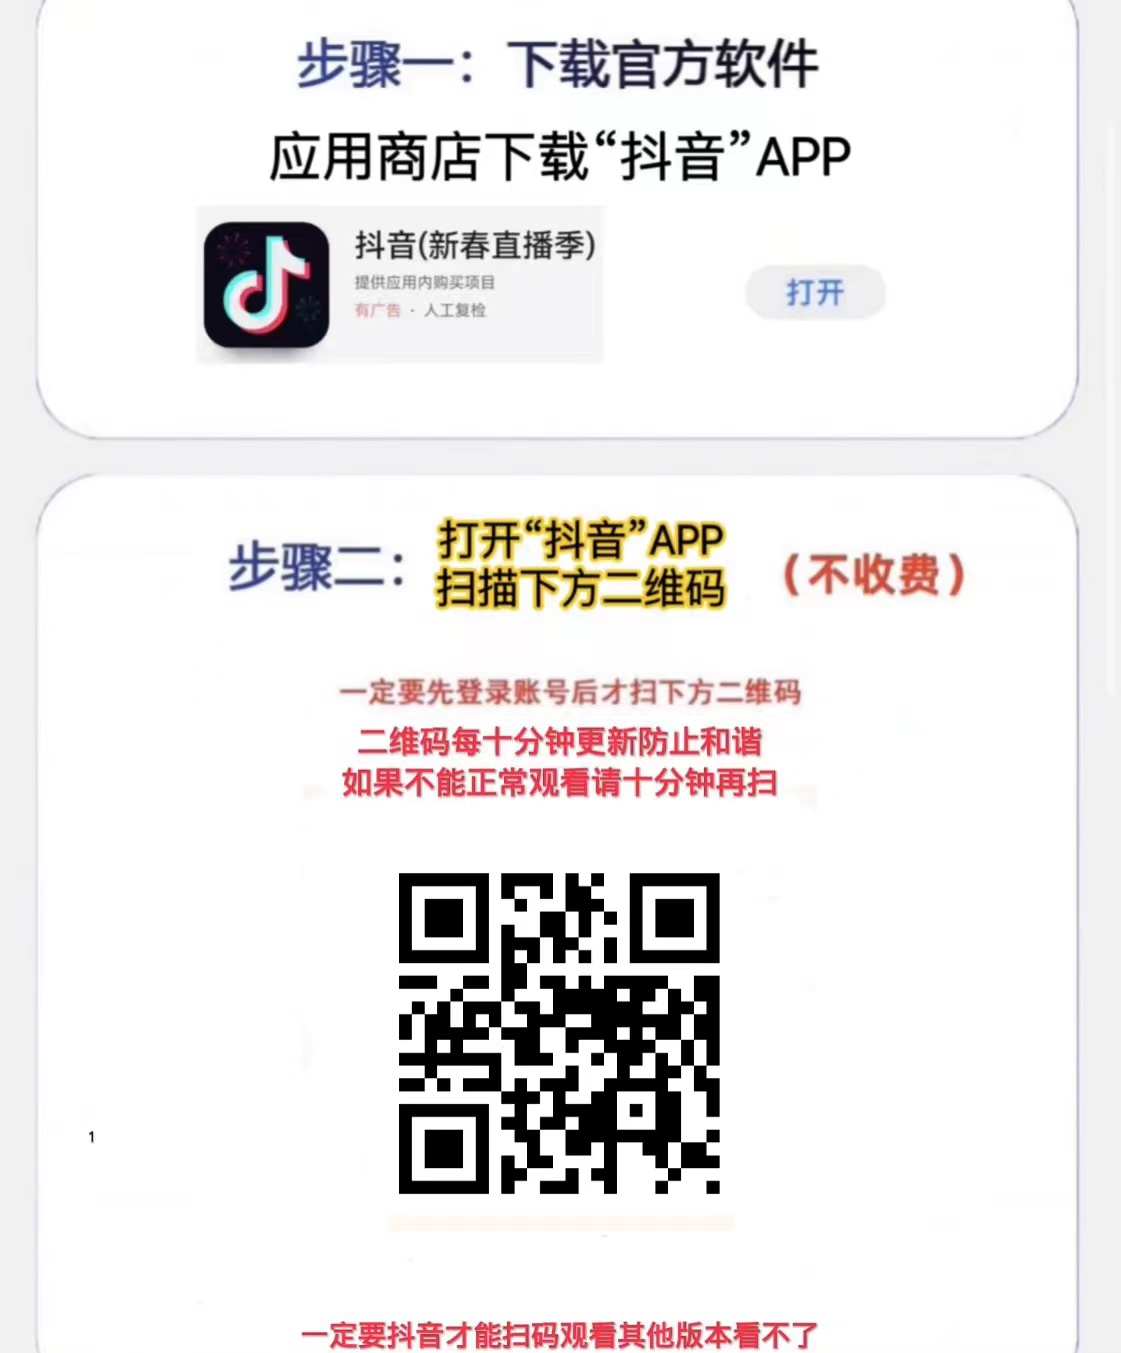 步骤一：下载官方软件
应用商店下载“抖音”APP
抖音(新春直播季)
提供应用内购买项目
有广告 · 人工复检
打开
步骤二：
打开“抖音”APP
扫描下方二维码
（不收费）
一定要先登录账号后才扫下方二维码
二维码每十分钟更新防止和谐
如果不能正常观看请十分钟再扫
1
一定要抖音才能扫码观看其他版本看不了